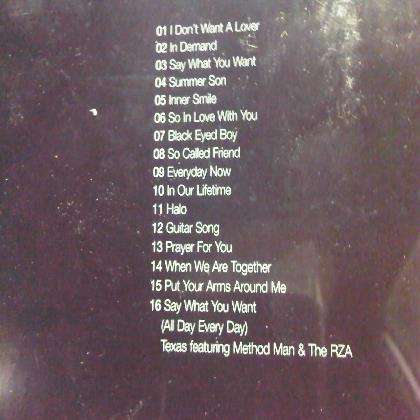 01 I Don't Want A Lover
02 In Demand
03 Say What You Want
04 Summer Son
05 Inner Smile
06 So In Love With You
07 Black Eyed Boy
08 So Called Friend
09 Everyday Now
10 In Our Lifetime
11 Halo
12 Guitar Song
13 Prayer For You
14 When We Are Together
15 Put Your Arms Around Me
16 Say What You Want
(All Day Every Day)
Texas featuring Method Man & The RZA